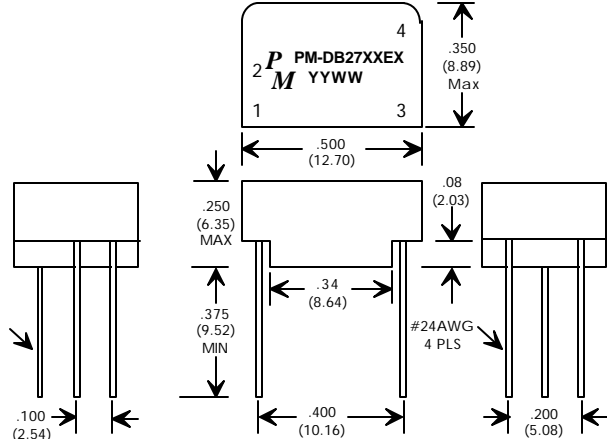 4
P PM-DB27XXEX
2 M YYWW
1 3
.350
(8.89)
Max
.500
(12.70)
.250
(6.35)
MAX
.08
(2.03)
.34
(8.64)
.375
(9.52)
MIN
#24AWG
4 PLS
.100
(2.54)
.400
(10.16)
.200
(5.08)